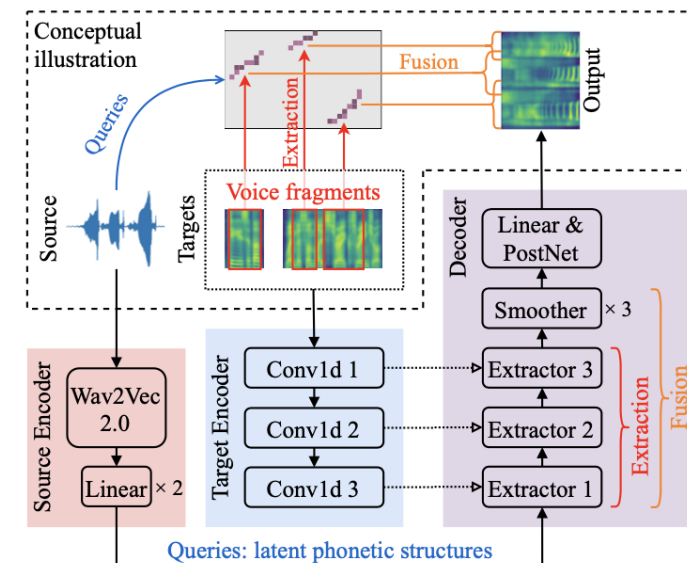 Conceptual
illustration
Queries
Extraction
Fusion
Output
Source
Targets
Voice fragments
Decoder
Linear &
PostNet
Smoother × 3
Source Encoder
Wav2Vec
2.0
Linear × 2
Target Encoder
Conv1d 1
Conv1d 2
Conv1d 3
Extractor 3
Extractor 2
Extractor 1
Extraction
Fusion
Queries: latent phonetic structures